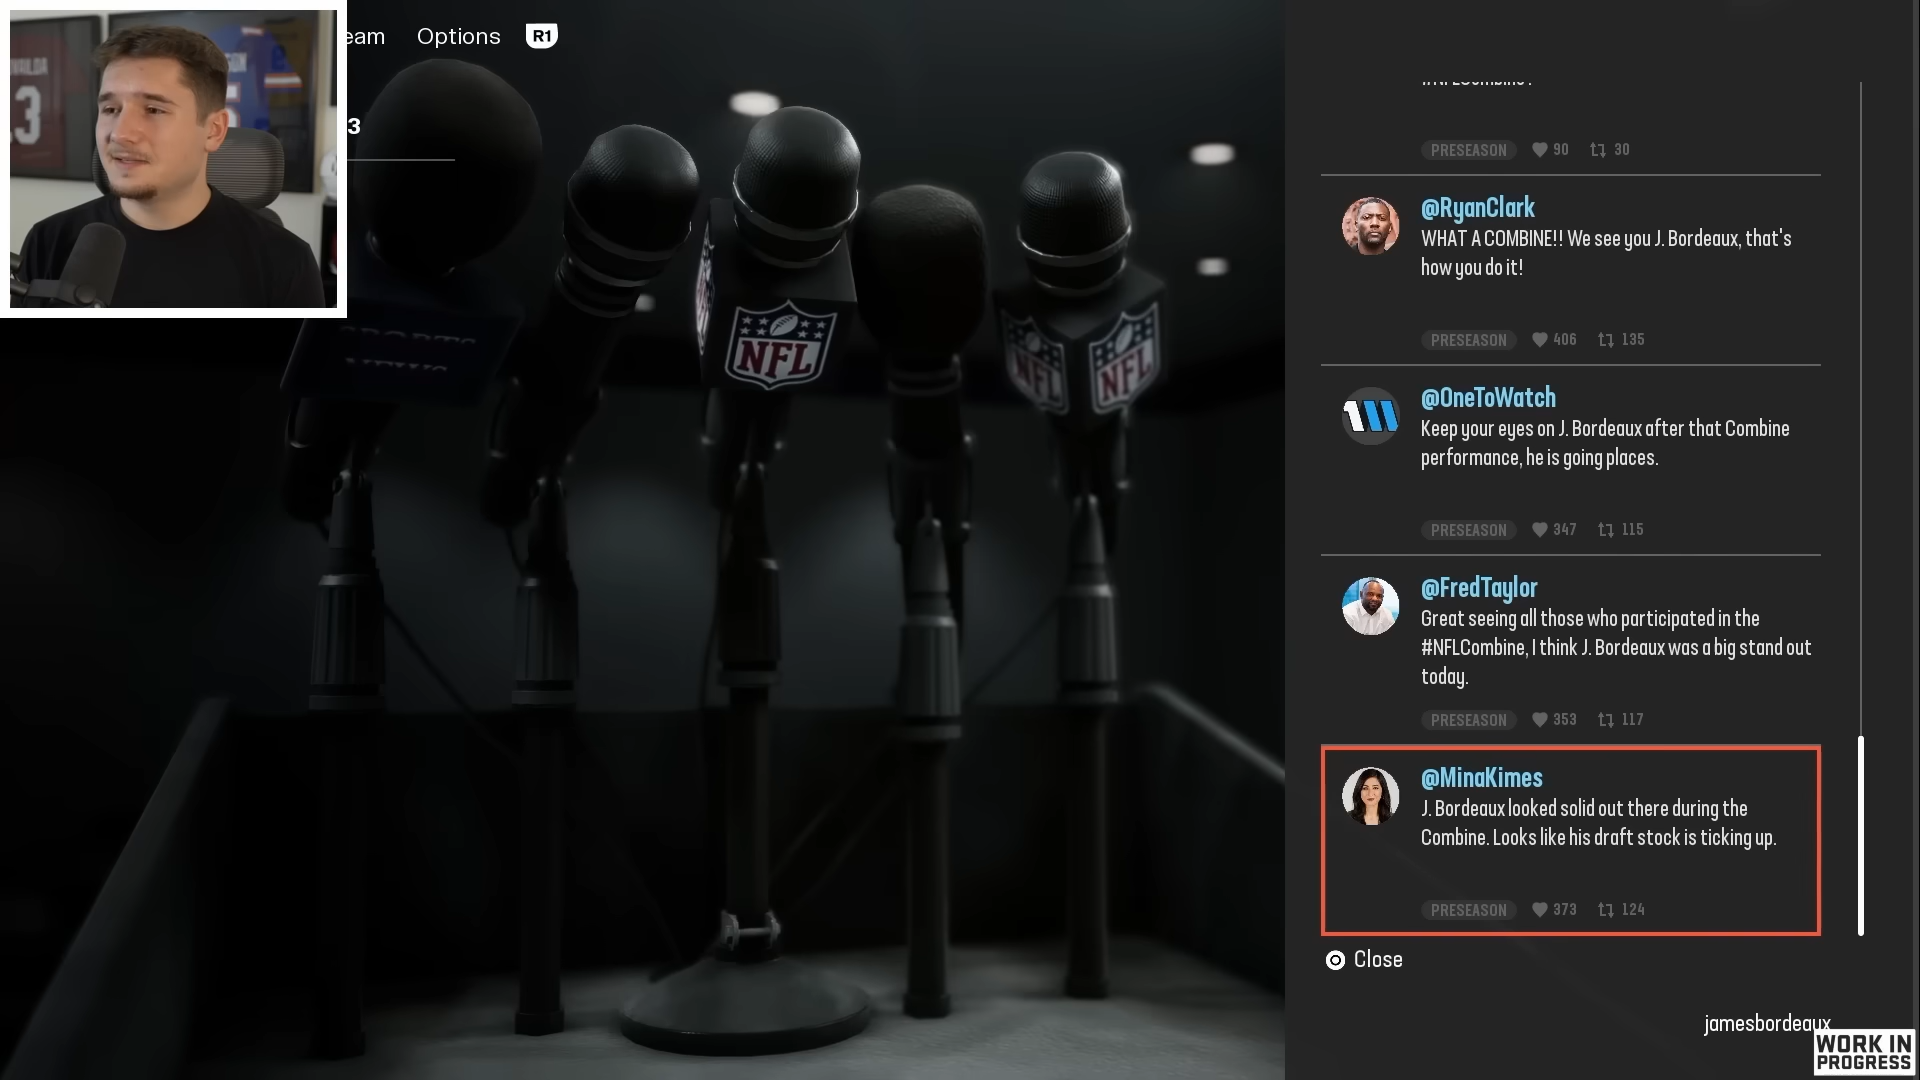 eam Options R1
3
NFL
NFL
NFL
PRESEASON 90 30
@RyanClark
WHAT A COMBINE!! We see you J. Bordeaux, that's
how you do it!
PRESEASON 406 135
@OneToWatch
Keep your eyes on J. Bordeaux after that Combine
performance, he is going places.
PRESEASON 347 115
@FredTaylor
Great seeing all those who participated in the
#NFLCombine, I think J. Bordeaux was a big stand out
today.
PRESEASON 353 117
@MinaKimes
J. Bordeaux looked solid out there during the
Combine. Looks like his draft stock is ticking up.
PRESEASON 373 124
Close
jamesbordeaux
WORK IN
PROGRESS